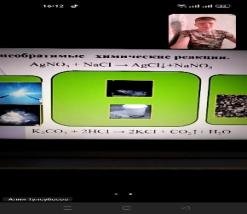 16:12
необратимые химические реакции.
AgNO₃ + NaCl → AgCl↓+NaNO₃
K₂CO₃ + 2HCl → 2KCl + CO₂↑+ H₂O